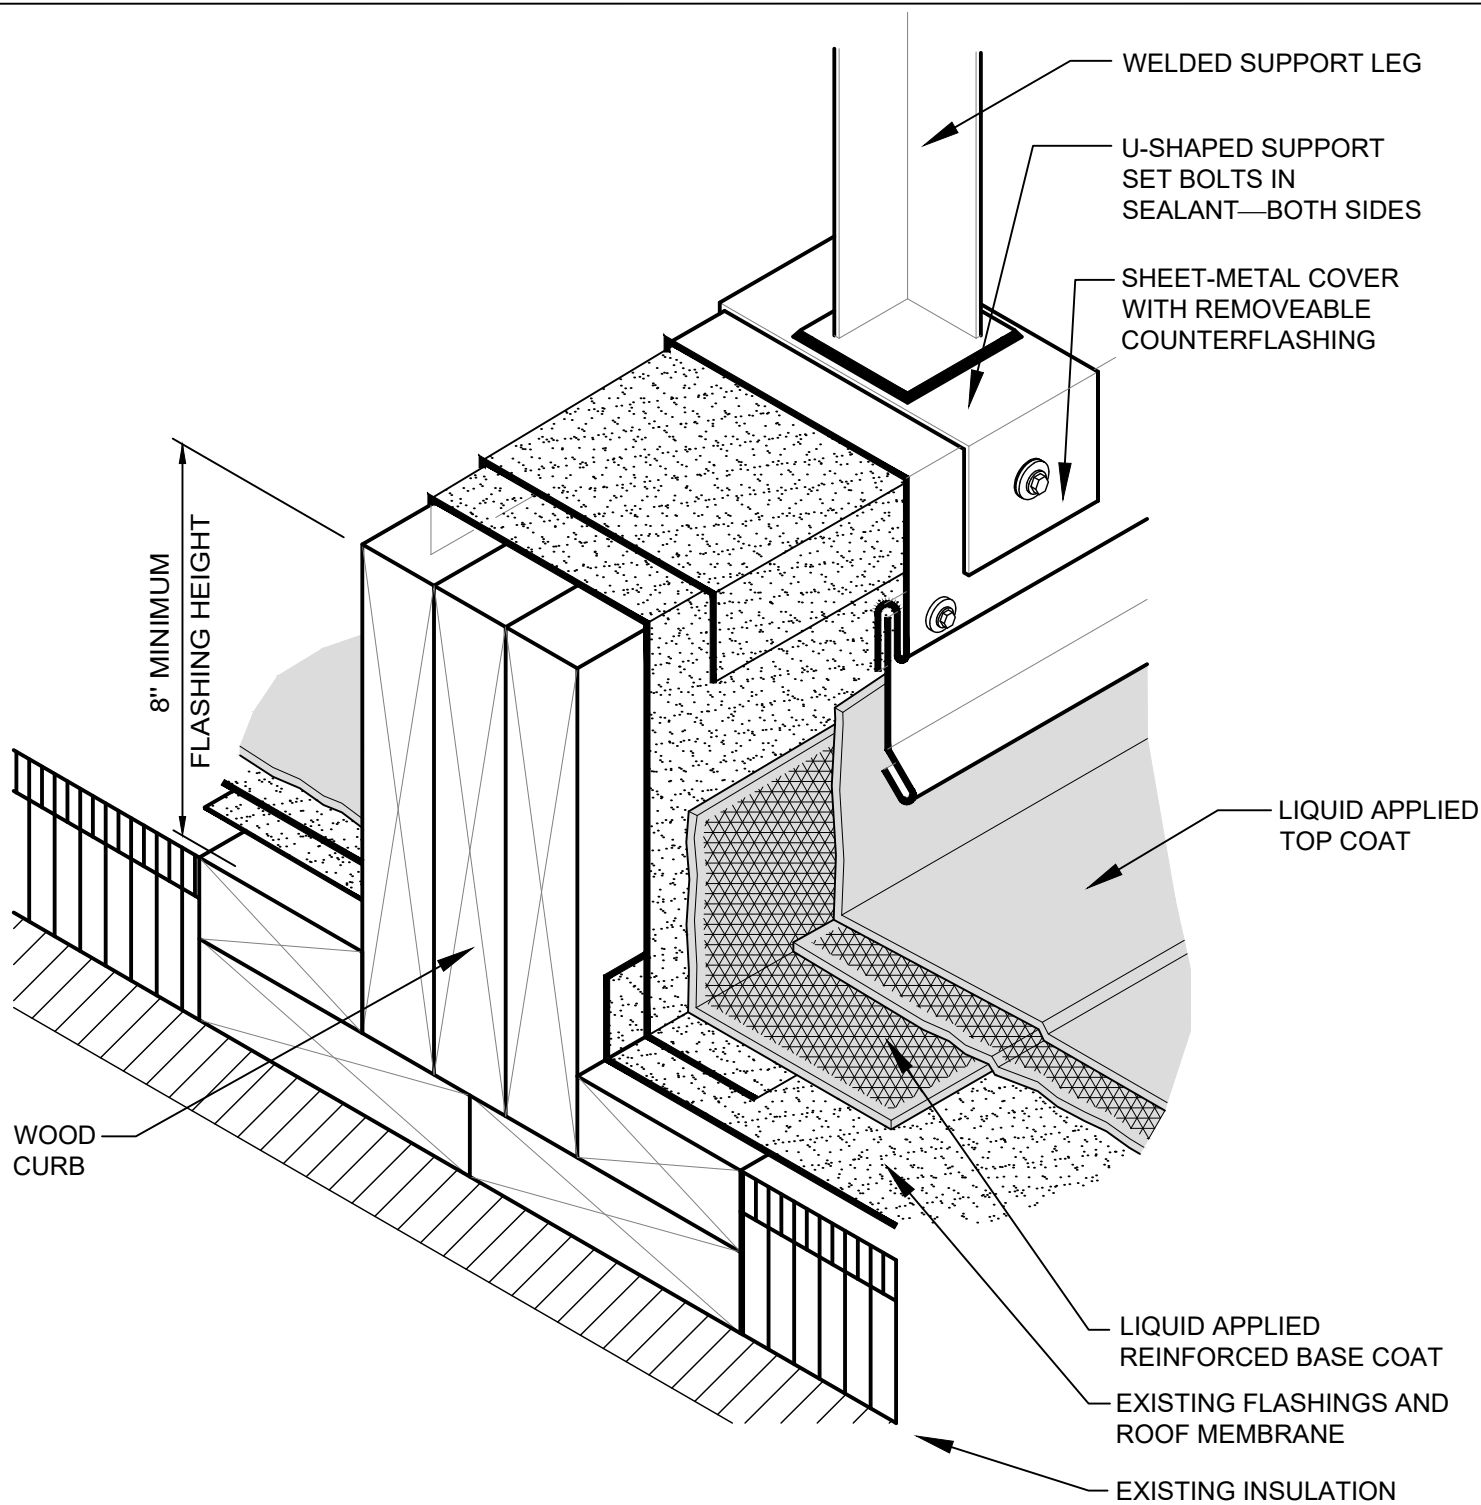 WELDED SUPPORT LEG
U-SHAPED SUPPORT
SET BOLTS IN
SEALANT—BOTH SIDES
SHEET-METAL COVER
WITH REMOVEABLE
COUNTERFLASHING
8" MINIMUM
FLASHING HEIGHT
LIQUID APPLIED
TOP COAT
WOOD
CURB
LIQUID APPLIED
REINFORCED BASE COAT
EXISTING FLASHINGS AND
ROOF MEMBRANE
EXISTING INSULATION